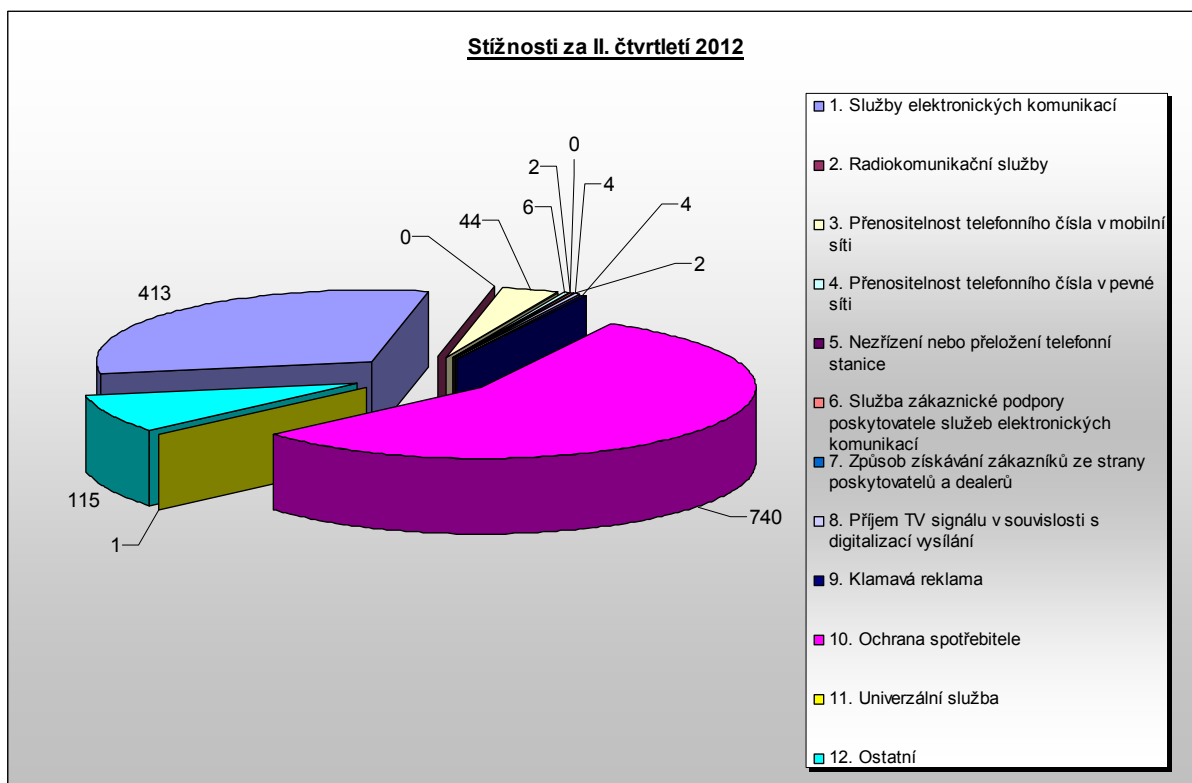 Stížnosti za II. čtvrtletí 2012
0
2
4
6
4
44
0
2
413
115
1
740
1. Služby elektronických komunikací
2. Radiokomunikační služby
3. Přenositelnost telefonního čísla v mobilní
síti
4. Přenositelnost telefonního čísla v pevné
síti
5. Nezřízení nebo přeložení telefonní
stanice
6. Služba zákaznické podpory
poskytovatele služeb elektronických
komunikací
7. Způsob získávání zákazníků ze strany
poskytovatelů a dealerů
8. Příjem TV signálu v souvislosti s
digitalizací vysílání
9. Klamavá reklama
10. Ochrana spotřebitele
11. Univerzální služba
12. Ostatní